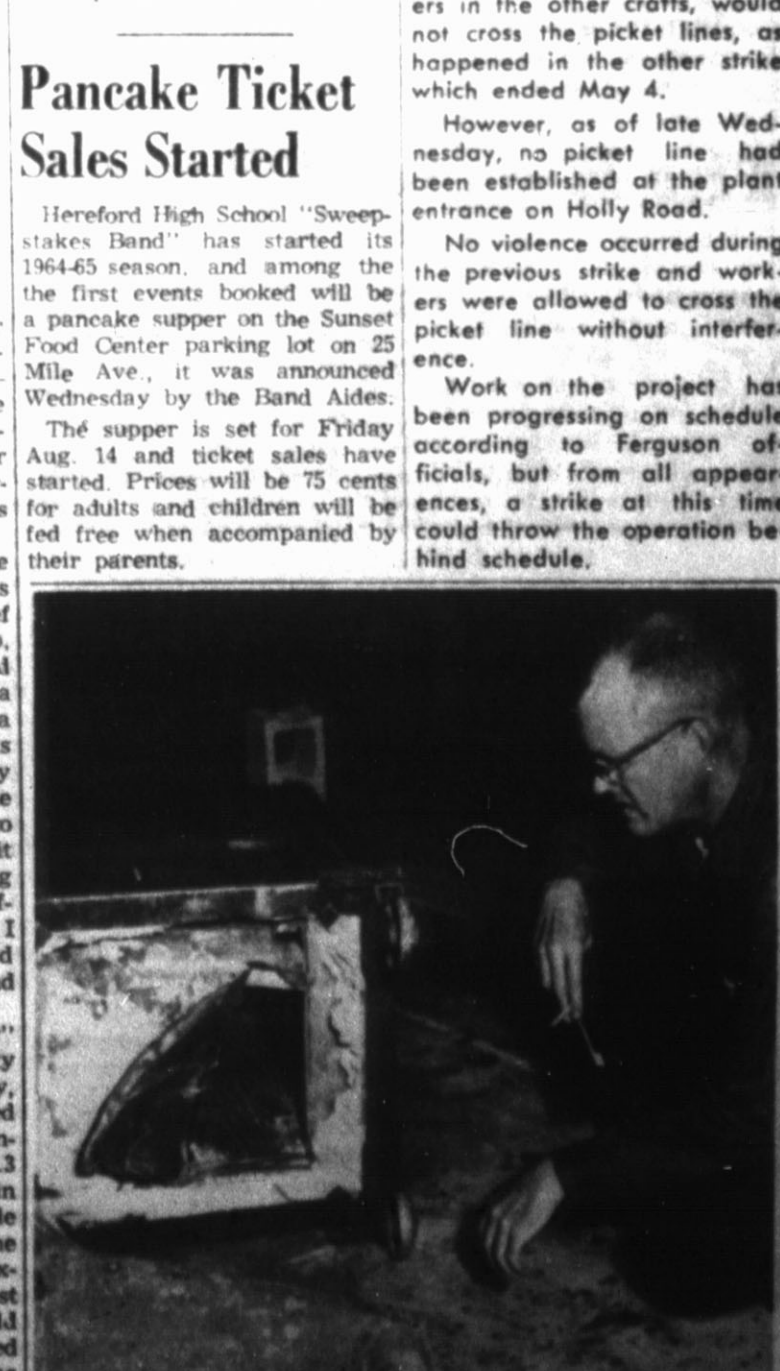 Pancake Ticket
Sales Started
Hereford High School "Sweep-
stakes Band" has started its
1964-65 season, and among the
the first events booked will be
a pancake supper on the Sunset
Food Center parking lot on 25
Mile Ave., it was announced
Wednesday by the Band Aides.
The supper is set for Friday
Aug. 14 and ticket sales have
started. Prices will be 75 cents
for adults and children will be
fed free when accompanied by
their parents.
ers in the other crafts, would
not cross the picket lines, as
happened in the other strike
which ended May 4.
However, as of late Wed-
nesday, no picket line had
been established at the plant
entrance on Holly Road.
No violence occurred during
the previous strike and work-
ers were allowed to cross the
picket line without interfer-
ence.
Work on the project has
been progressing on schedule
according to Ferguson of-
ficials, but from all appear-
ences, a strike at this time
could throw the operation be-
hind schedule.